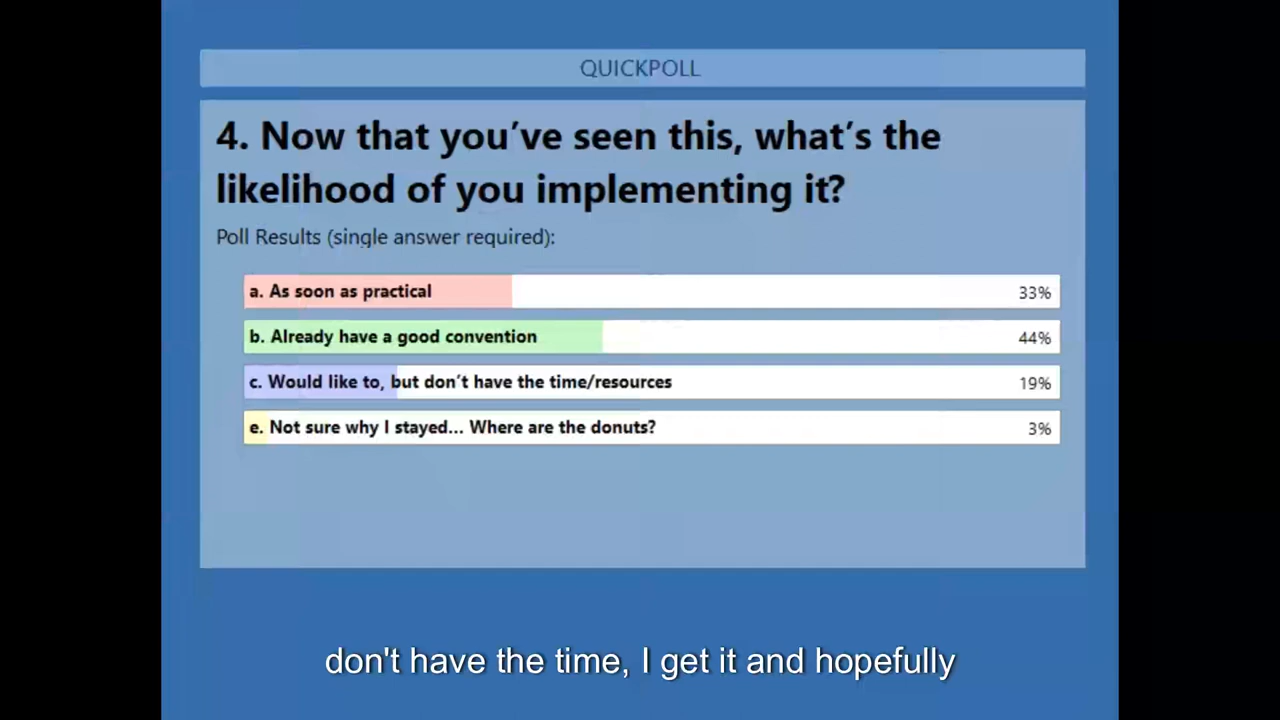 QUICKPOLL
4. Now that you’ve seen this, what’s the
likelihood of you implementing it?
Poll Results (single answer required):
a. As soon as practical 33%
b. Already have a good convention 44%
c. Would like to, but don’t have the time/resources 19%
e. Not sure why I stayed... Where are the donuts? 3%
don't have the time, I get it and hopefully